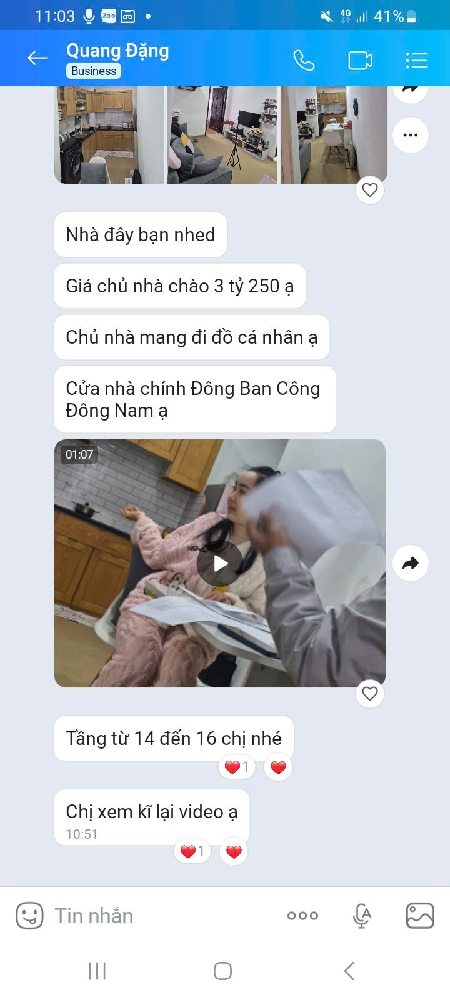 11:03
Zalo
4G
41%
Quang Đặng
Business
Nhà đây bạn nhed
Giá chủ nhà chào 3 tỷ 250 ạ
Chủ nhà mang đi đồ cá nhân ạ
Cửa nhà chính Đông Ban Công
Đông Nam ạ
01:07
Tầng từ 14 đến 16 chị nhé
1
Chị xem kĩ lại video ạ
10:51
1
Tin nhắn